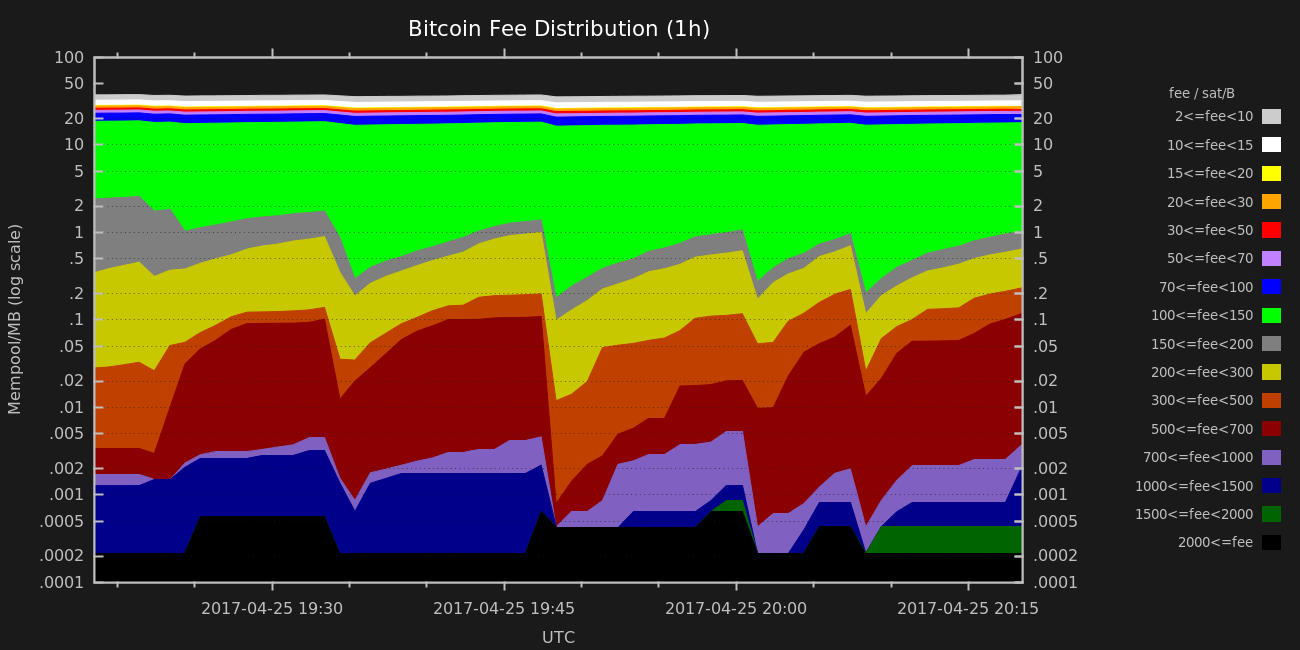 Bitcoin Fee Distribution (1h)
Mempool/MB (log scale)
100
50
20
10
5
2
1
.5
.2
.1
.05
.02
.01
.005
.002
.001
.0005
.0002
.0001
100
50
20
10
5
2
1
.5
.2
.1
.05
.02
.01
.005
.002
.001
.0005
.0002
.0001
2017-04-25 19:30 2017-04-25 19:45 2017-04-25 20:00 2017-04-25 20:15
UTC
fee / sat/B
2<=fee<10
10<=fee<15
15<=fee<20
20<=fee<30
30<=fee<50
50<=fee<70
70<=fee<100
100<=fee<150
150<=fee<200
200<=fee<300
300<=fee<500
500<=fee<700
700<=fee<1000
1000<=fee<1500
1500<=fee<2000
2000<=fee